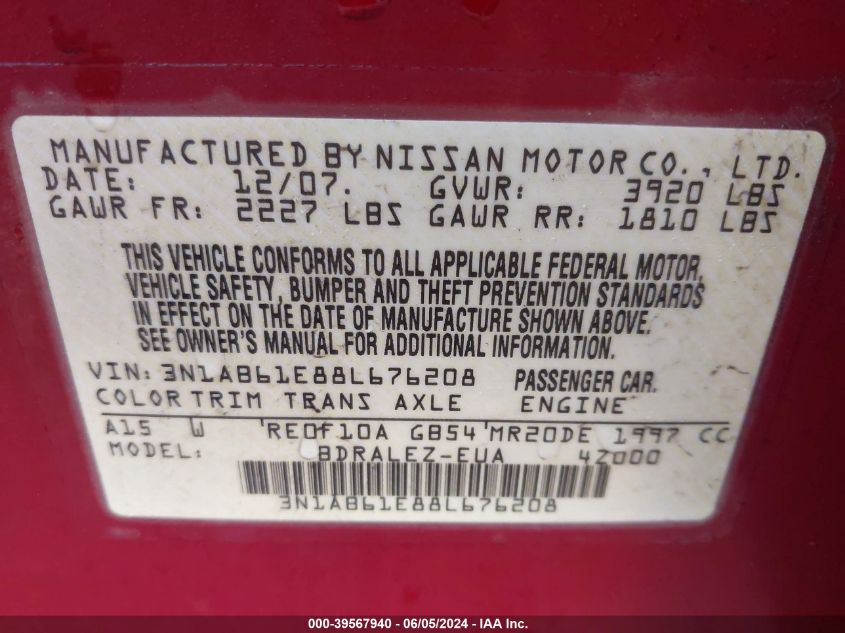 MANUFACTURED BY NISSAN MOTOR CO., LTD.
DATE: 12/07. GVWR: 3920 LBS
GAWR FR: 2227 LBS GAWR RR: 1810 LBS
THIS VEHICLE CONFORMS TO ALL APPLICABLE FEDERAL MOTOR,
VEHICLE SAFETY, BUMPER AND THEFT PREVENTION STANDARDS
IN EFFECT ON THE DATE OF MANUFACTURE SHOWN ABOVE.
SEE OWNER'S MANUAL FOR ADDITIONAL INFORMATION.
VIN: 3N1AB61E88L676208 PASSENGER CAR.
COLOR TRIM TRANS AXLE ENGINE
A15 W RE0F10A GB54 MR20DE 1997 CC
MODEL: BDRALEZ-EUA 4Z000
3N1AB61E88L676208
000-39567940 - 06/05/2024 - IAA Inc.